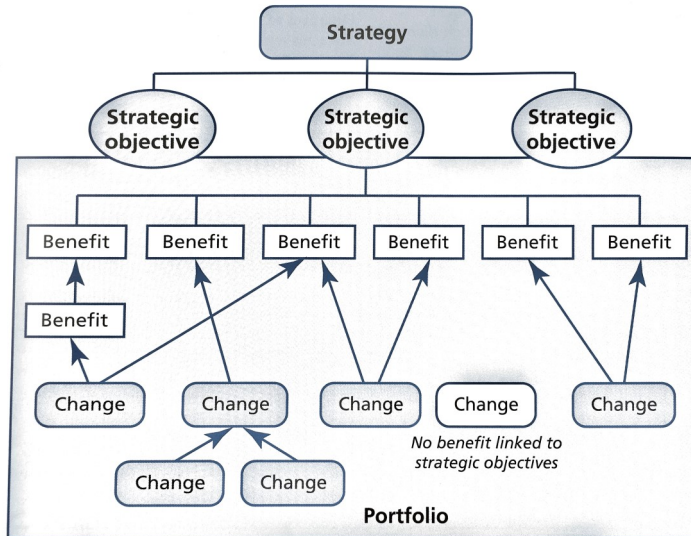 Strategy
Strategic
objective
Strategic
objective
Strategic
objective
Benefit
Benefit
Benefit
Benefit
Benefit
Benefit
Benefit
Change
Change
Change
Change
Change
No benefit linked to
strategic objectives
Change
Change
Portfolio